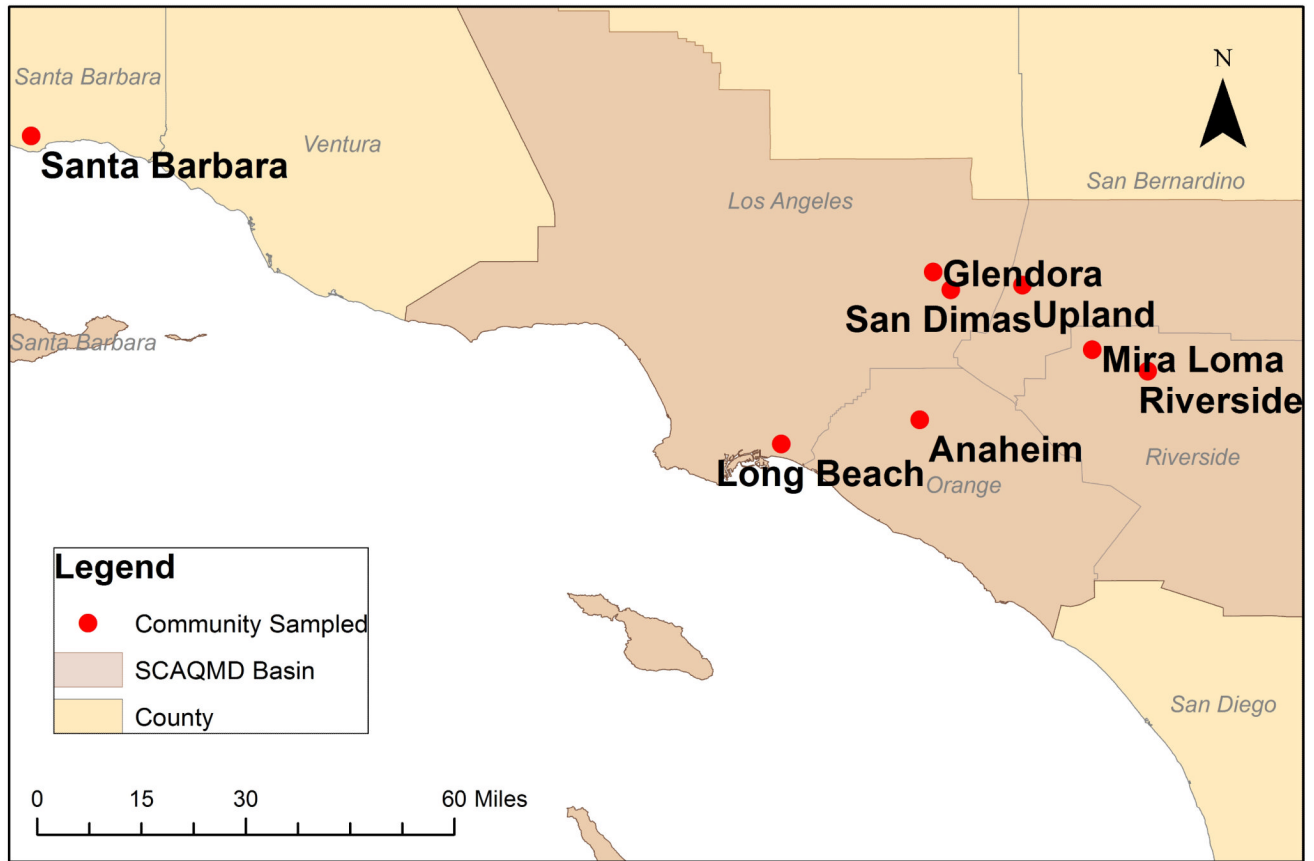 N
Santa Barbara
Santa Barbara
Ventura
San Bernardino
Los Angeles
Glendora
San Dimas
Upland
Santa Barbara
Mira Loma
Riverside
Anaheim
Riverside
Long Beach
Orange
Legend
Community Sampled
SCAQMD Basin
County
San Diego
0 15 30 60 Miles